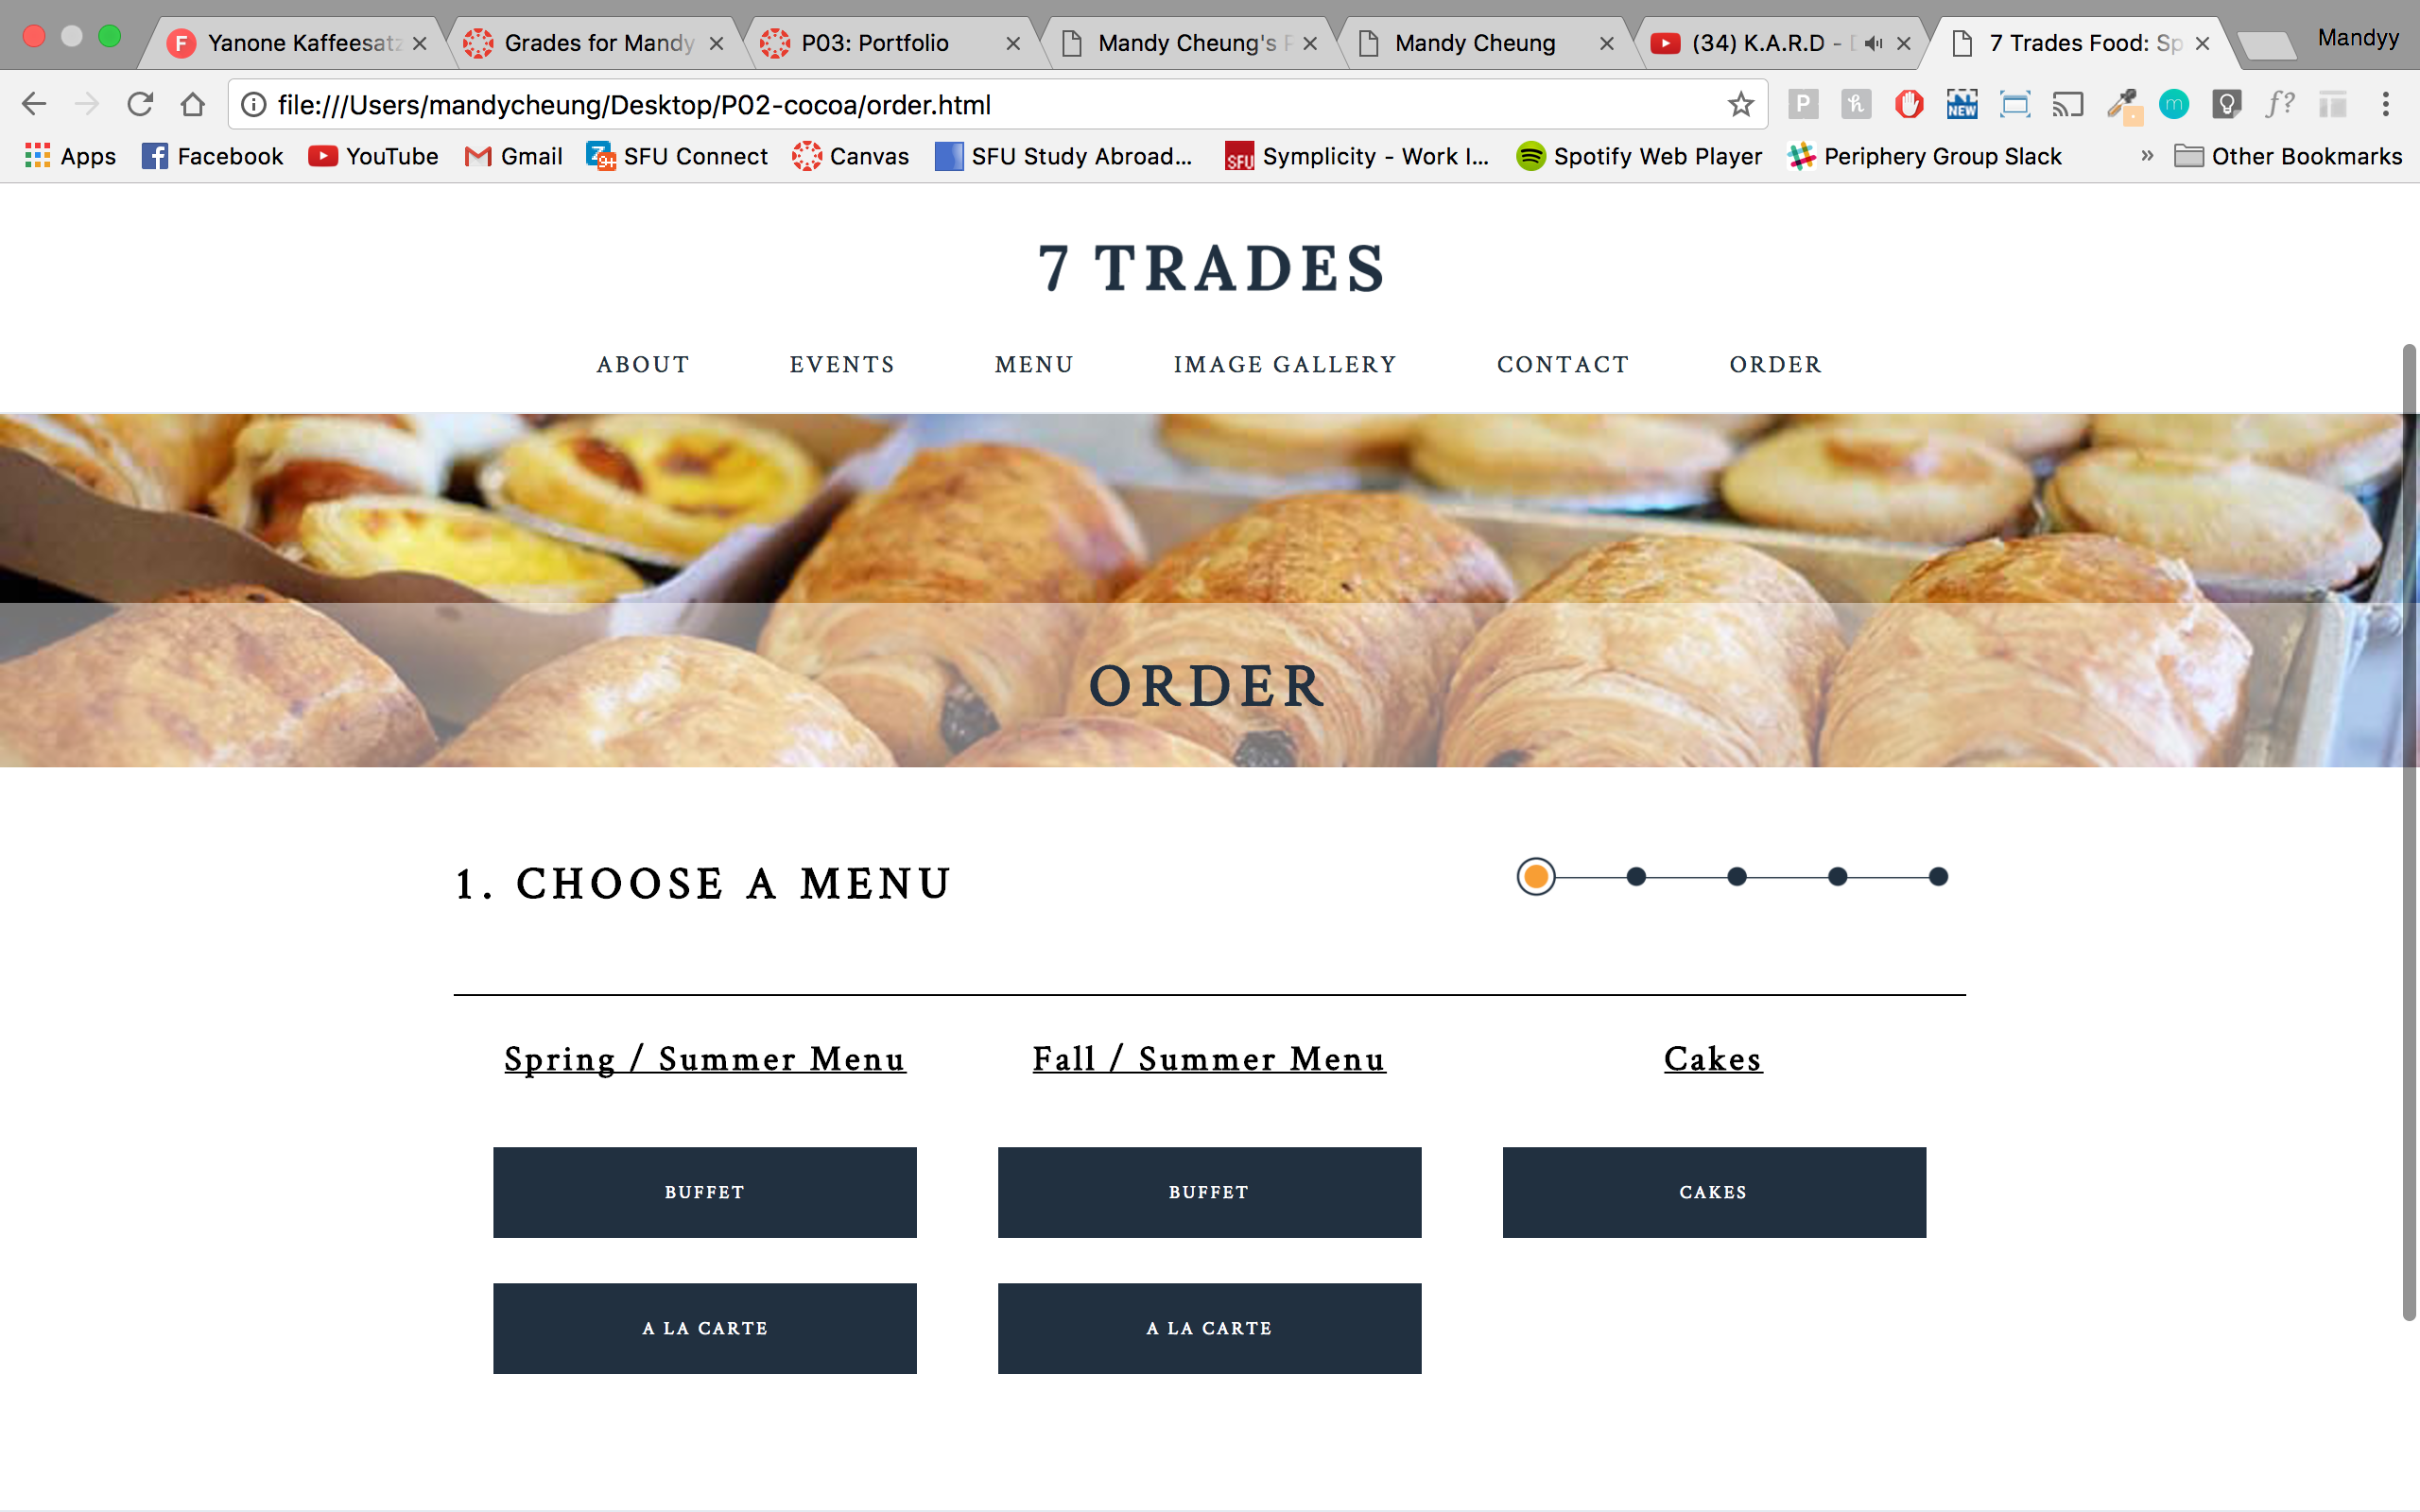 Yanone Kaffeesatz Grades for Mandy P03: Portfolio Mandy Cheung's P Mandy Cheung (34) K.A.R.D - 7 Trades Food: Sp Mandyy
file:///Users/mandycheung/Desktop/P02-cocoa/order.html
Apps Facebook YouTube Gmail SFU Connect Canvas SFU Study Abroad... Symplicity - Work I... Spotify Web Player Periphery Group Slack » Other Bookmarks
7 TRADES
ABOUT EVENTS MENU IMAGE GALLERY CONTACT ORDER
ORDER
1. CHOOSE A MENU
Spring / Summer Menu Fall / Summer Menu Cakes
BUFFET BUFFET CAKES
A LA CARTE A LA CARTE